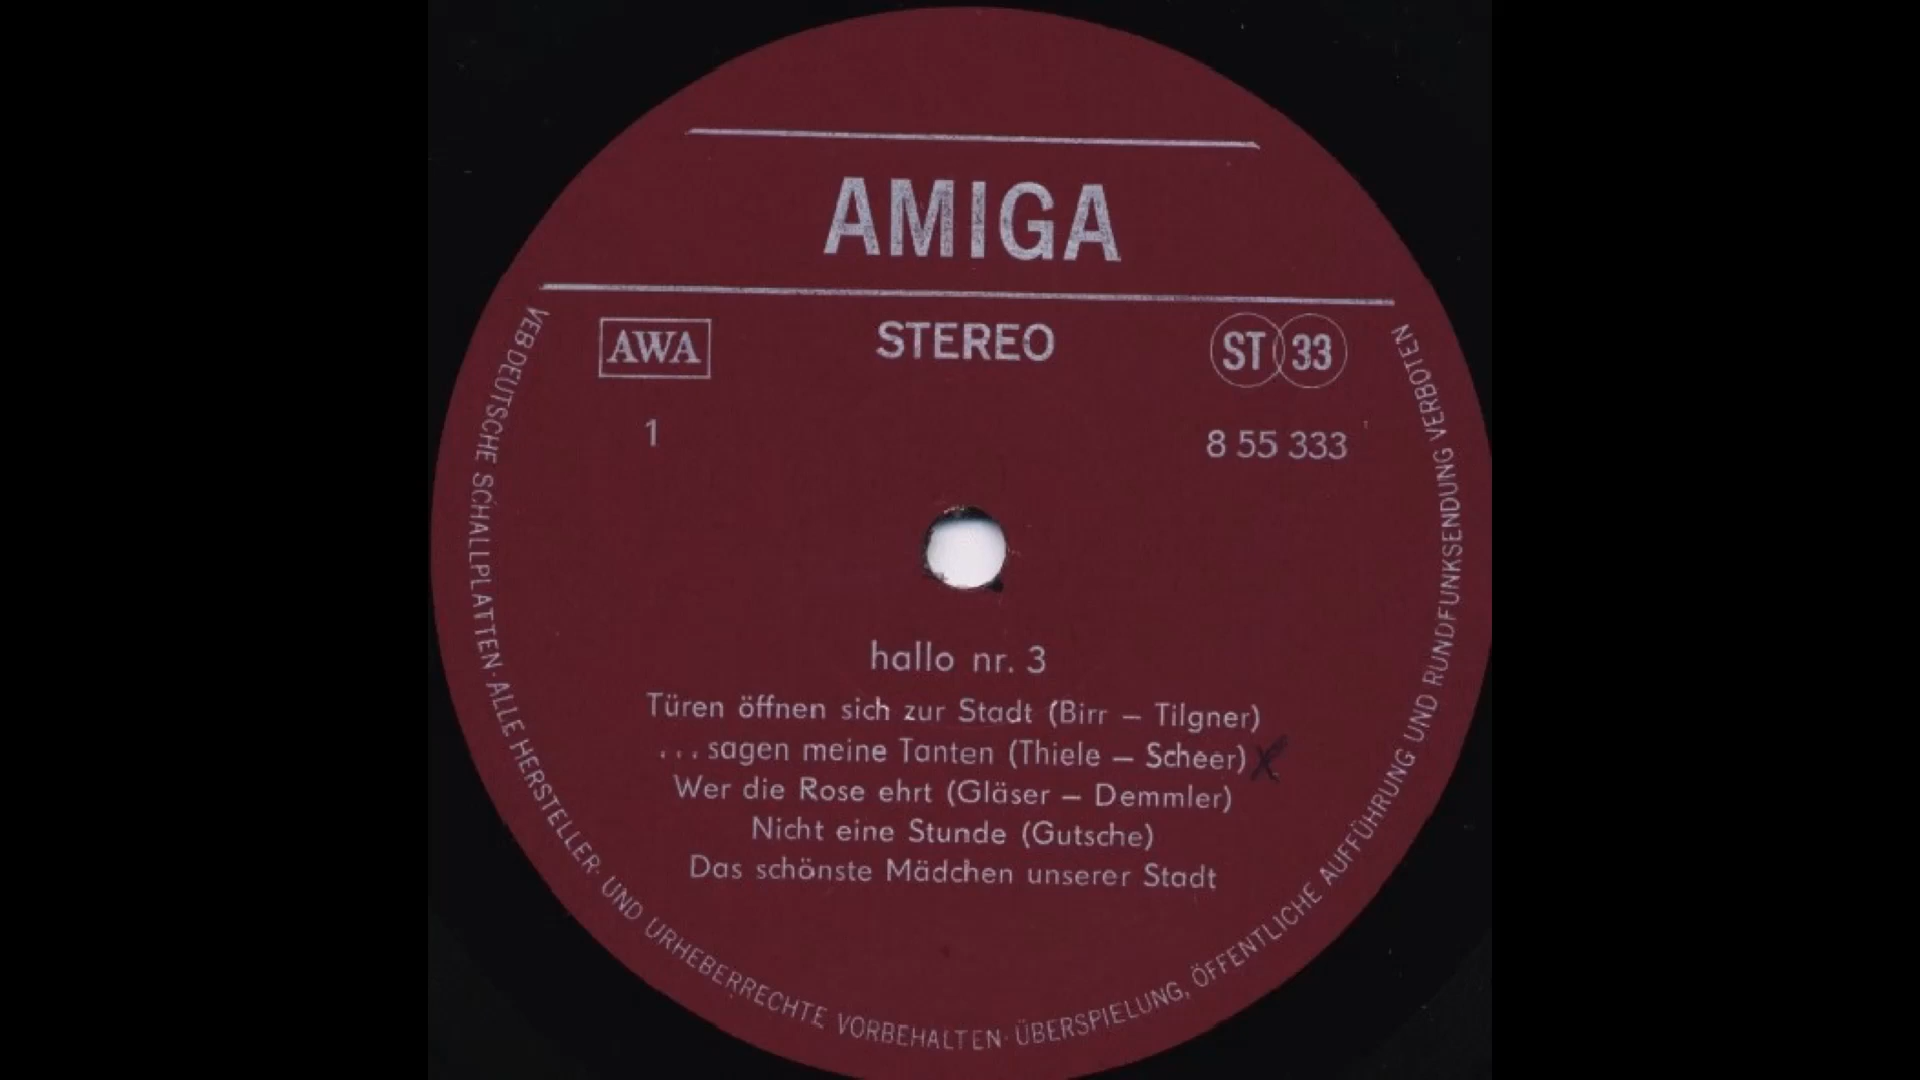 AMIGA
AWA
STEREO
ST 33
1
8 55 333
hallo nr. 3
Türen öffnen sich zur Stadt (Birr – Tilgner)
... sagen meine Tanten (Thiele – Scheer) X
Wer die Rose ehrt (Gläser – Demmler)
Nicht eine Stunde (Gutsche)
Das schönste Mädchen unserer Stadt
VEB DEUTSCHE SCHALLPLATTEN · ALLE HERSTELLER- UND URHEBERRECHTE VORBEHALTEN · ÜBERSPIELUNG, ÖFFENTLICHE AUFFÜHRUNG UND RUNDFUNKSENDUNG VERBOTEN